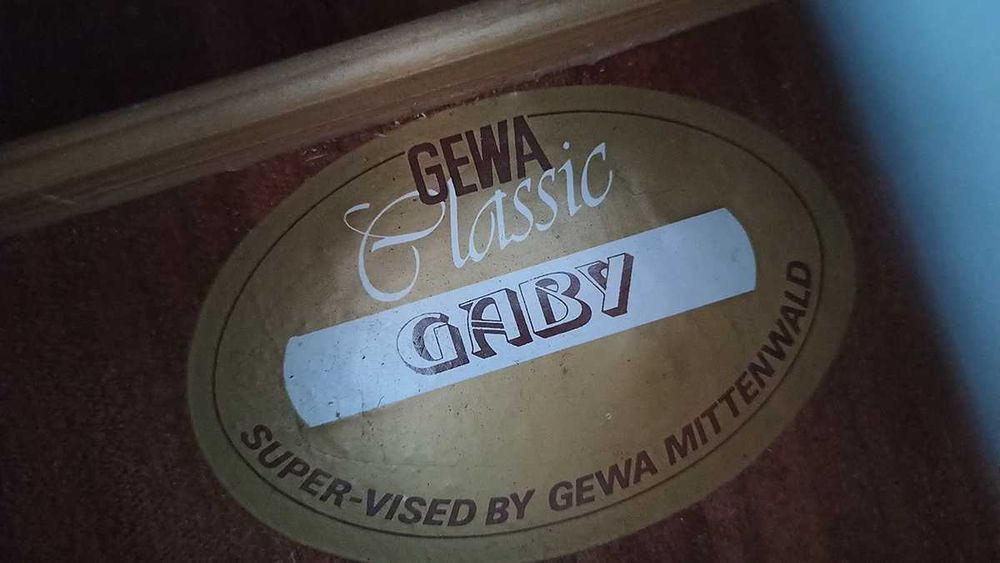 GEWA
Classic
GABY
SUPER-VISED BY GEWA MITTENWALD